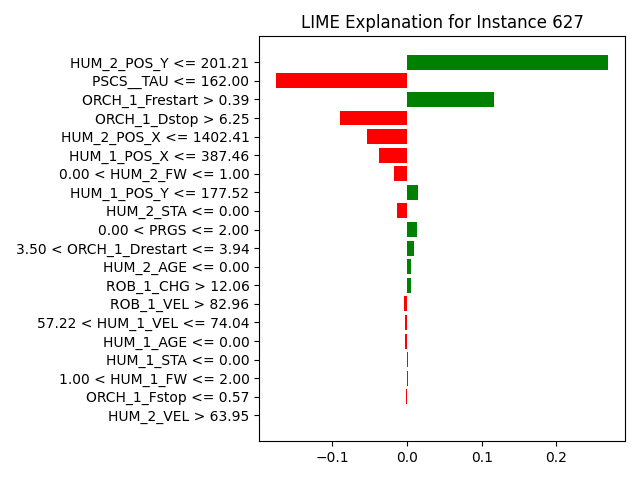 LIME Explanation for Instance 627
HUM_2_POS_Y <= 201.21
PSCS__TAU <= 162.00
ORCH_1_Frestart > 0.39
ORCH_1_Dstop > 6.25
HUM_2_POS_X <= 1402.41
HUM_1_POS_X <= 387.46
0.00 < HUM_2_FW <= 1.00
HUM_1_POS_Y <= 177.52
HUM_2_STA <= 0.00
0.00 < PRGS <= 2.00
3.50 < ORCH_1_Drestart <= 3.94
HUM_2_AGE <= 0.00
ROB_1_CHG > 12.06
ROB_1_VEL > 82.96
57.22 < HUM_1_VEL <= 74.04
HUM_1_AGE <= 0.00
HUM_1_STA <= 0.00
1.00 < HUM_1_FW <= 2.00
ORCH_1_Fstop <= 0.57
HUM_2_VEL > 63.95
−0.1 0.0 0.1 0.2